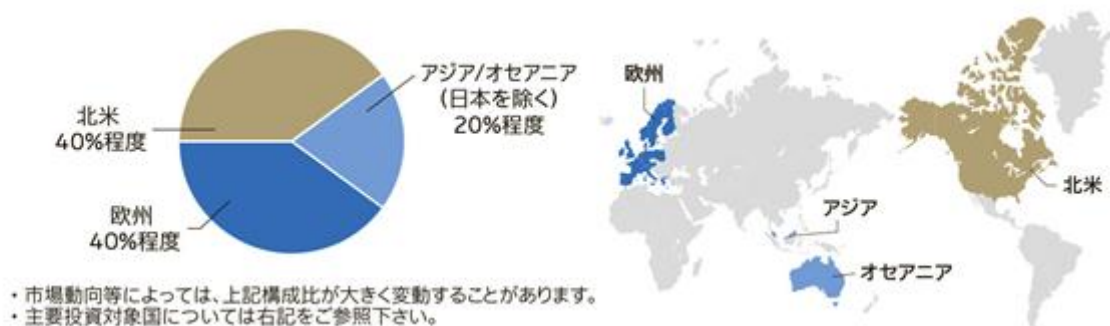 アジア/オセアニア
(日本を除く)
20%程度
北米
40%程度
欧州
40%程度
・市場動向等によっては、上記構成比が大きく変動することがあります。
・主要投資対象国については右記をご参照下さい。
欧州
アジア
オセアニア
北米